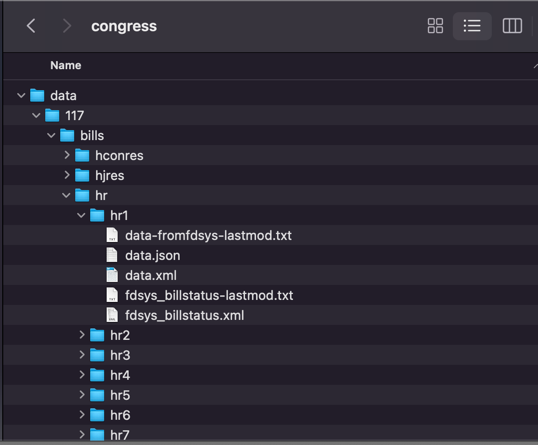 congress
Name
data
117
bills
hconres
hjres
hr
hr1
data-fromfdsys-lastmod.txt
data.json
data.xml
fdsys_billstatus-lastmod.txt
fdsys_billstatus.xml
hr2
hr3
hr4
hr5
hr6
hr7